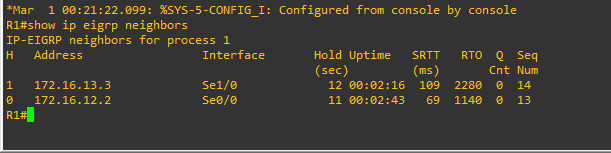 *Mar  1 00:21:22.099: %SYS-5-CONFIG_I: Configured from console by console
R1#show ip eigrp neighbors
IP-EIGRP neighbors for process 1
H   Address                 Interface       Hold Uptime   SRTT   RTO  Q  Seq
                                            (sec)         (ms)       Cnt Num
1   172.16.13.3             Se1/0             12 00:02:16  109  2280  0  14
0   172.16.12.2             Se0/0             11 00:02:43   69  1140  0  13
R1#